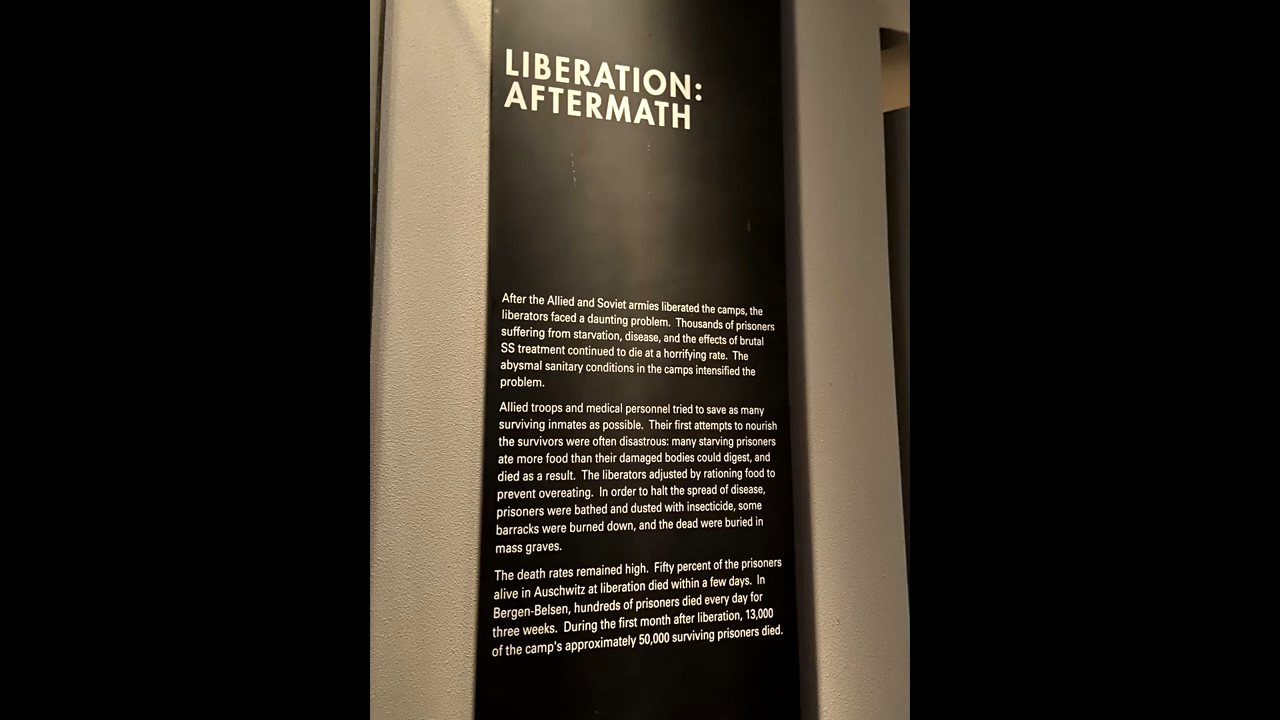 LIBERATION:
AFTERMATH
After the Allied and Soviet armies liberated the camps, the
liberators faced a daunting problem. Thousands of prisoners
suffering from starvation, disease, and the effects of brutal
SS treatment continued to die at a horrifying rate. The
abysmal sanitary conditions in the camps intensified the
problem.
Allied troops and medical personnel tried to save as many
surviving inmates as possible. Their first attempts to nourish
the survivors were often disastrous: many starving prisoners
ate more food than their damaged bodies could digest, and
died as a result. The liberators adjusted by rationing food to
prevent overeating. In order to halt the spread of disease,
prisoners were bathed and dusted with insecticide, some
barracks were burned down, and the dead were buried in
mass graves.
The death rates remained high. Fifty percent of the prisoners
alive in Auschwitz at liberation died within a few days. In
Bergen-Belsen, hundreds of prisoners died every day for
three weeks. During the first month after liberation, 13,000
of the camp's approximately 50,000 surviving prisoners died.